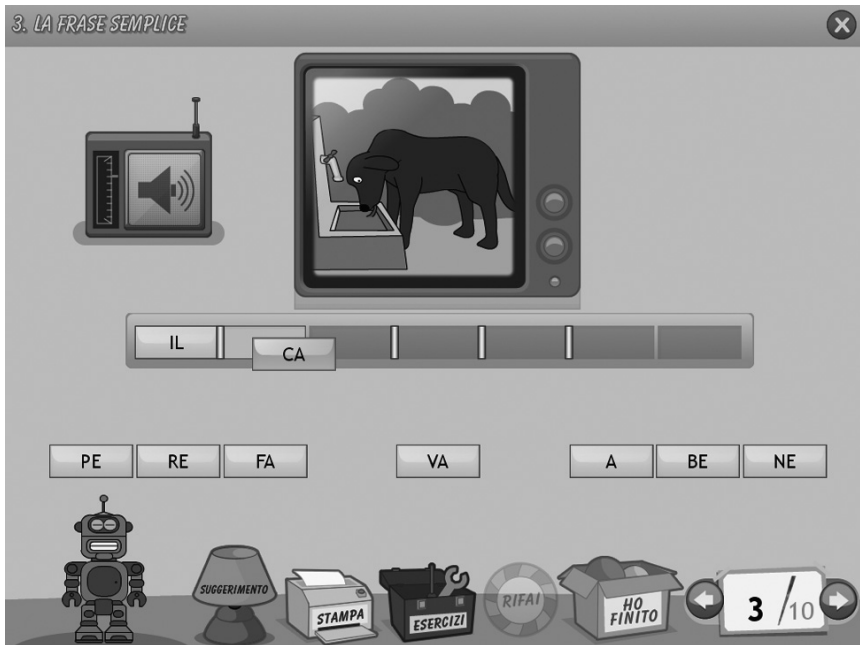 3. LA FRASE SEMPLICE
IL
CA
PE RE FA VA A BE NE
SUGGERIMENTO
STAMPA
ESERCIZI
RIFAI
HO
FINITO
3 /10